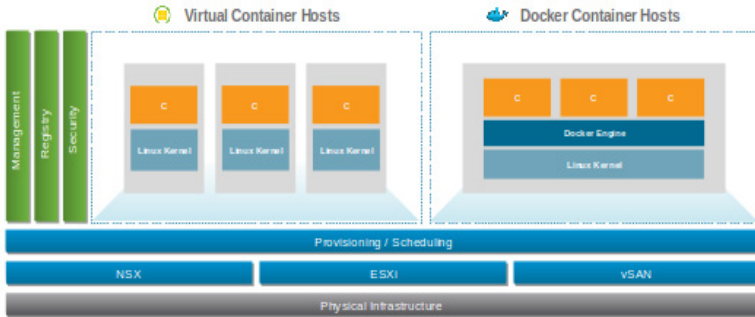 Virtual Container Hosts
Docker Container Hosts
Management
Registry
Security
C
C
C
Linux Kernel
Linux Kernel
Linux Kernel
C
C
C
Docker Engine
Linux Kernel
Provisioning / Scheduling
NSX
ESXi
vSAN
Physical Infrastructure